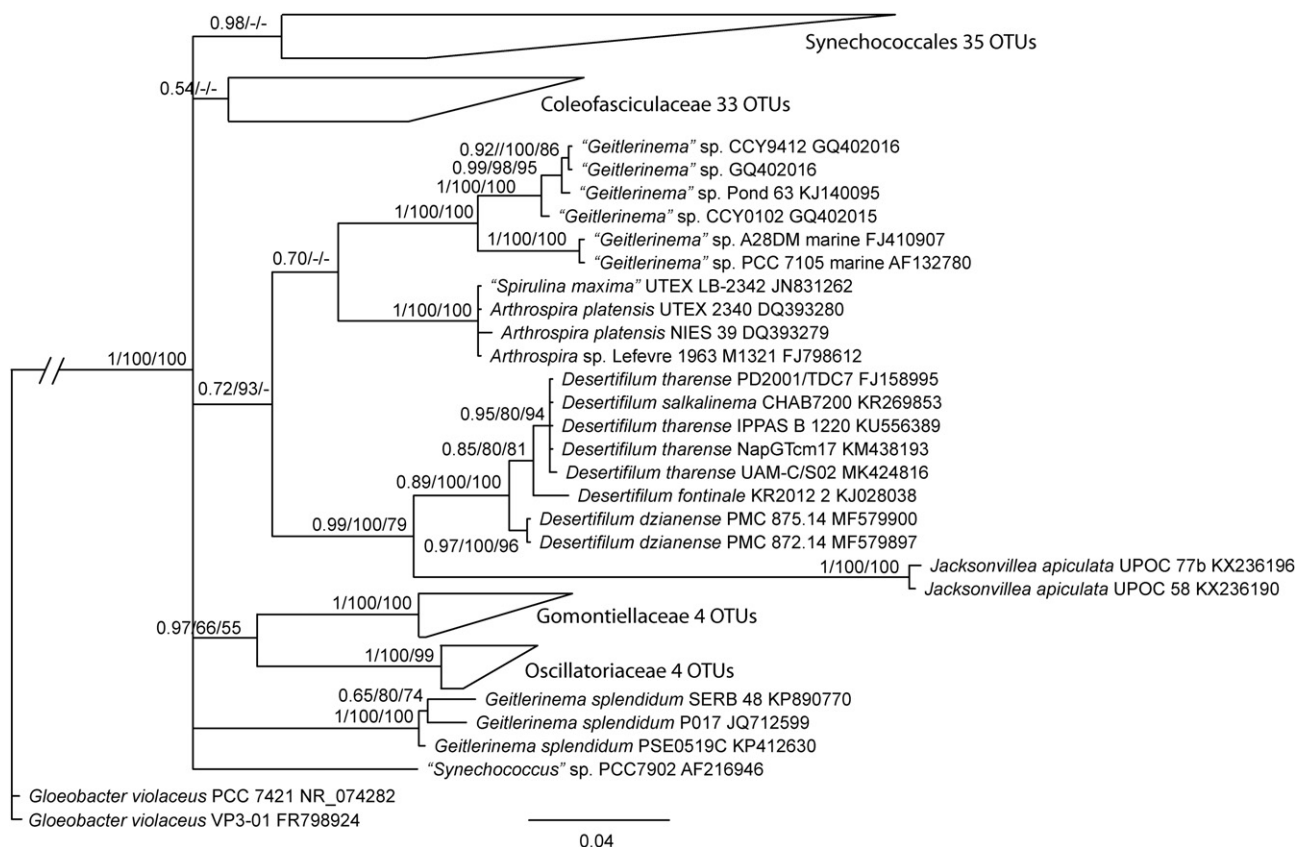 0.98/-/-
Synechococcales 35 OTUs
0.54/-/-
Coleofasciculaceae 33 OTUs
0.92//100/86
"Geitlerinema" sp. CCY9412 GQ402016
0.99/98/95
"Geitlerinema" sp. GQ402016
1/100/100
"Geitlerinema" sp. Pond 63 KJ140095
1/100/100
"Geitlerinema" sp. CCY0102 GQ402015
1/100/100
"Geitlerinema" sp. A28DM marine FJ410907
"Geitlerinema" sp. PCC 7105 marine AF132780
0.70/-/-
"Spirulina maxima" UTEX LB-2342 JN831262
1/100/100
Arthrospira platensis UTEX 2340 DQ393280
Arthrospira platensis NIES 39 DQ393279
Arthrospira sp. Lefevre 1963 M1321 FJ798612
1/100/100
0.72/93/-
Desertifilum tharense PD2001/TDC7 FJ158995
Desertifilum salkalinema CHAB7200 KR269853
0.95/80/94
Desertifilum tharense IPPAS B 1220 KU556389
Desertifilum tharense NapGTcm17 KM438193
0.85/80/81
Desertifilum tharense UAM-C/S02 MK424816
0.89/100/100
Desertifilum fontinale KR2012 2 KJ028038
0.99/100/79
Desertifilum dzianense PMC 875.14 MF579900
0.97/100/96
Desertifilum dzianense PMC 872.14 MF579897
1/100/100
Jacksonvillea apiculata UPOC 77b KX236196
Jacksonvillea apiculata UPOC 58 KX236190
1/100/100
Gomontiellaceae 4 OTUs
0.97/66/55
1/100/99
Oscillatoriaceae 4 OTUs
0.65/80/74
Geitlerinema splendidum SERB 48 KP890770
1/100/100
Geitlerinema splendidum P017 JQ712599
Geitlerinema splendidum PSE0519C KP412630
"Synechococcus" sp. PCC7902 AF216946
Gloeobacter violaceus PCC 7421 NR_074282
Gloeobacter violaceus VP3-01 FR798924
0.04